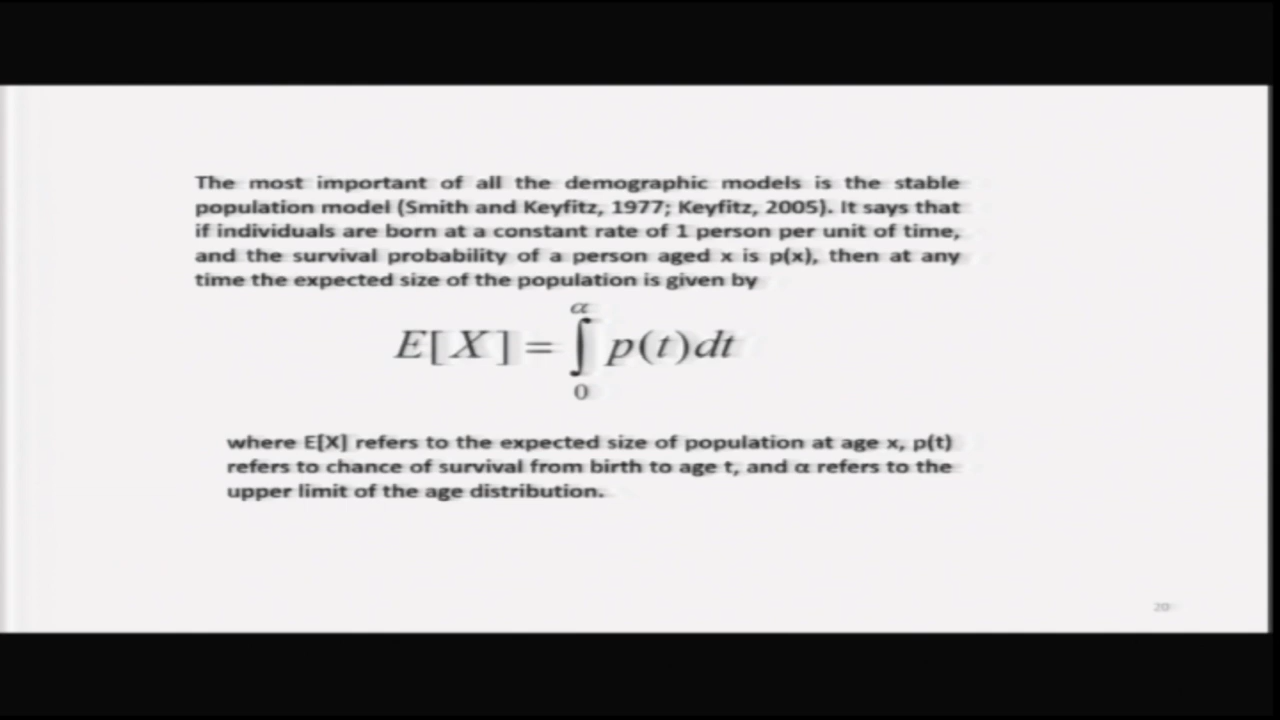 The most important of all the demographic models is the stable
population model (Smith and Keyfitz, 1977; Keyfitz, 2005). It says that
if individuals are born at a constant rate of 1 person per unit of time,
and the survival probability of a person aged x is p(x), then at any
time the expected size of the population is given by
E[X] = ∫₀^α p(t)dt
where E[X] refers to the expected size of population at age x, p(t)
refers to chance of survival from birth to age t, and α refers to the
upper limit of the age distribution.
20